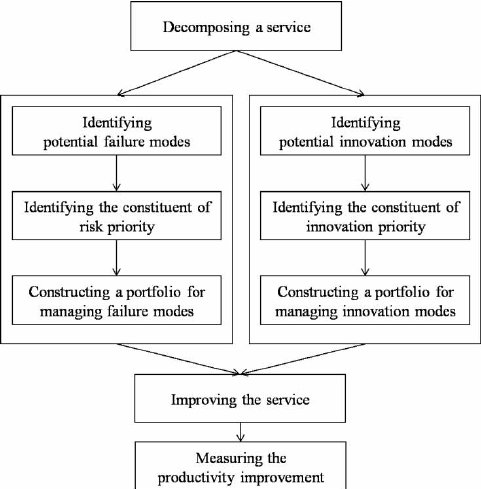 Decomposing a service
Identifying
potential failure modes
Identifying the constituent of
risk priority
Constructing a portfolio for
managing failure modes
Identifying
potential innovation modes
Identifying the constituent of
innovation priority
Constructing a portfolio for
managing innovation modes
Improving the service
Measuring the
productivity improvement